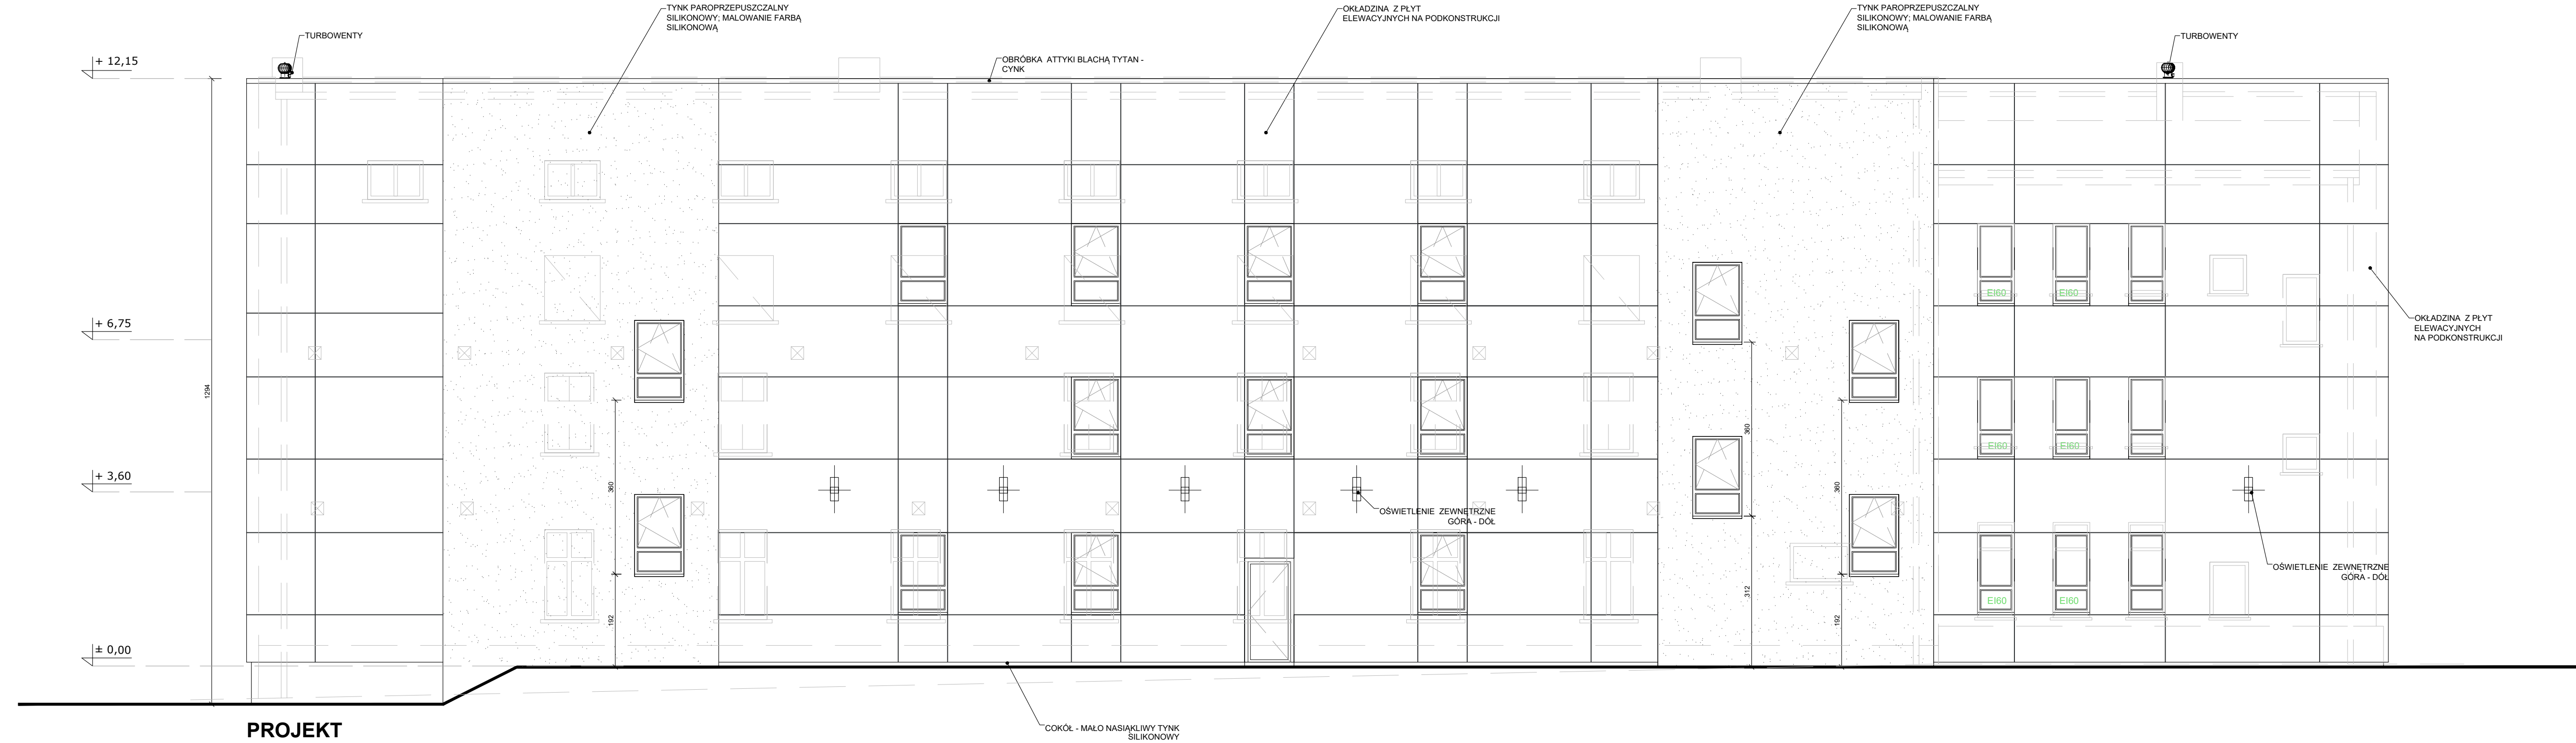 TYNK PAROPRZEPUSZCZALNY
SILIKONOWY; MALOWANIE FARBĄ
SILIKONOWĄ
OKŁADZINA Z PŁYT
ELEWACYJNYCH NA PODKONSTRUKCJI
TYNK PAROPRZEPUSZCZALNY
SILIKONOWY; MALOWANIE FARBĄ
SILIKONOWĄ
TURBOWENTY
TURBOWENTY
OBRÓBKA ATTYKI BLACHĄ TYTAN -
CYNK
+ 12,15
+ 6,75
+ 3,60
± 0,00
1294
EI60
EI60
OKŁADZINA Z PŁYT
ELEWACYJNYCH
NA PODKONSTRUKCJI
EI60
EI60
360
360
360
OŚWIETLENIE ZEWNĘTRZNE
GÓRA - DÓŁ
OŚWIETLENIE ZEWNĘTRZNE
GÓRA - DÓŁ
EI60
EI60
192
312
192
COKÓŁ - MAŁO NASIĄKLIWY TYNK
SILIKONOWY
PROJEKT